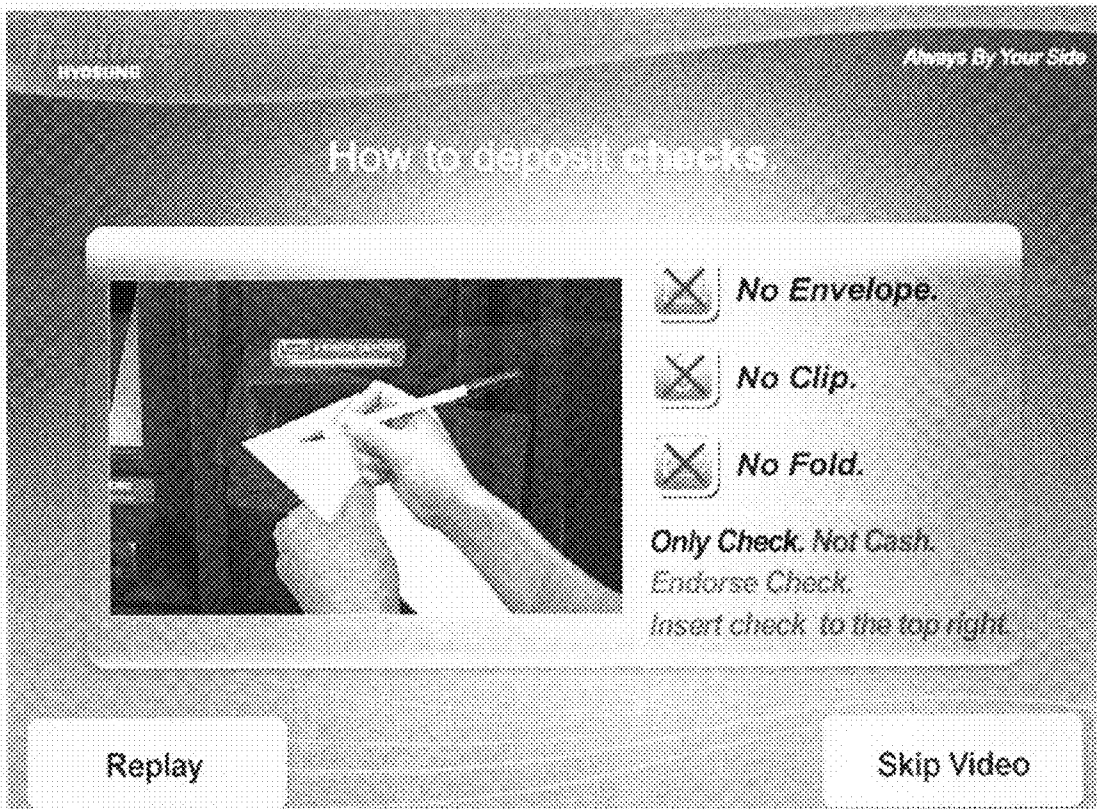 HYOSUNG
Always By Your Side
How to deposit checks
No Envelope.
No Clip.
No Fold.
Only Check. Not Cash.
Endorse Check.
Insert check to the top right.
Replay
Skip Video